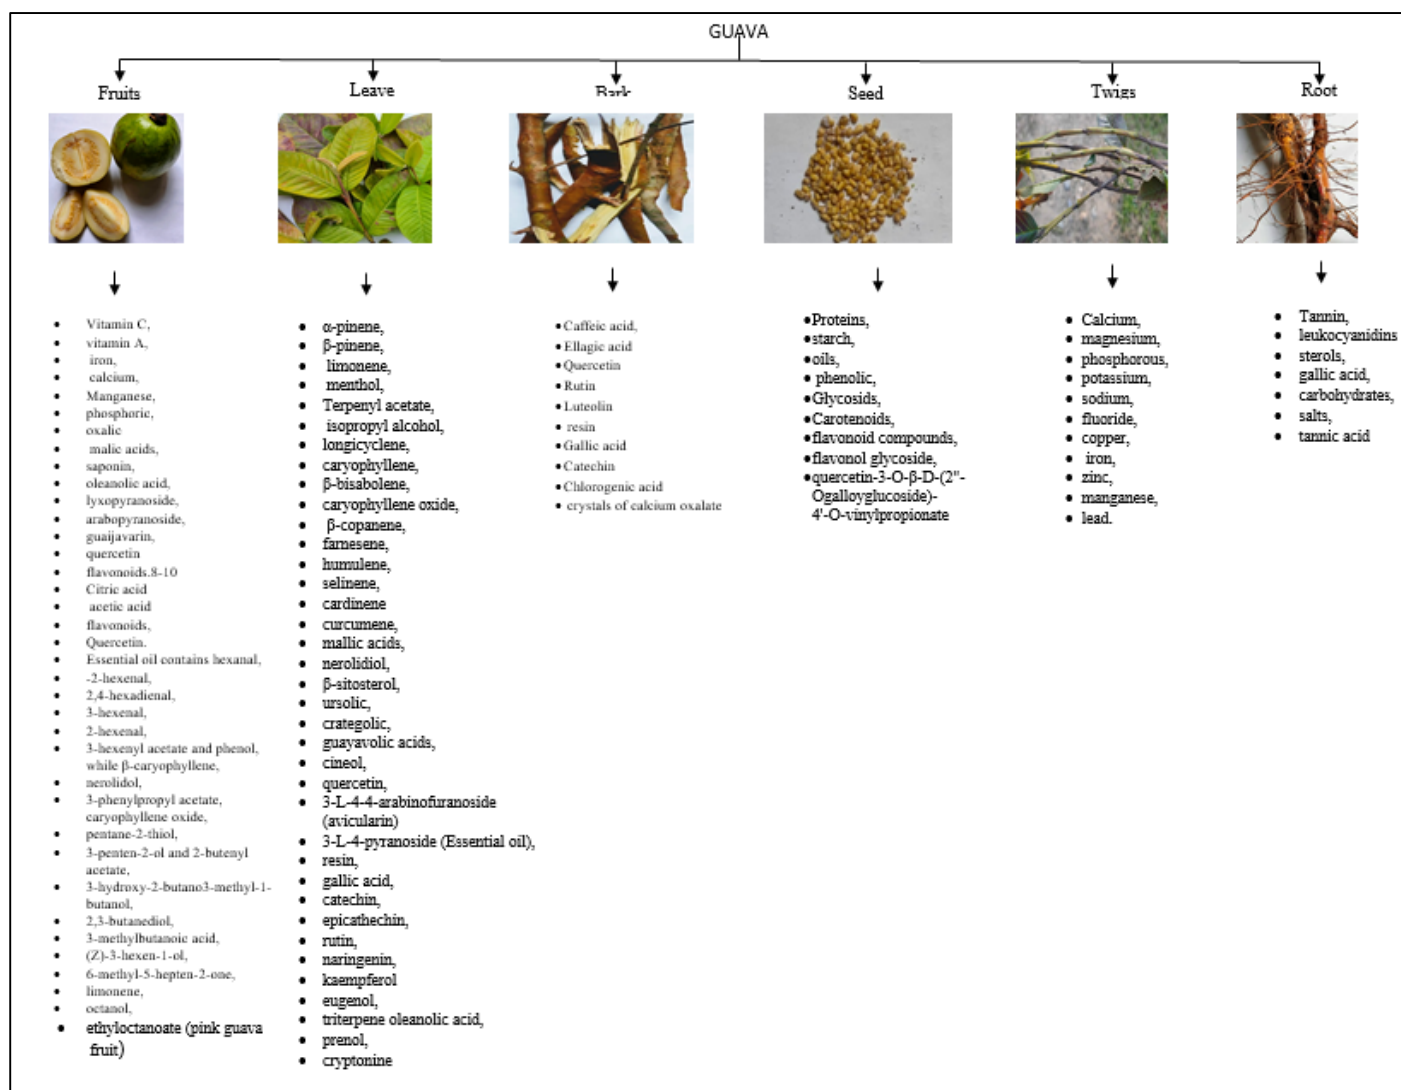 GUAVA
Fruits
Leave
Bark
Seed
Twigs
Root
• Vitamin C,
• vitamin A,
• iron,
• calcium,
• Manganese,
• phosphoric,
• oxalic
• malic acids,
• saponin,
• oleanolic acid,
• lyxopyranoside,
• arabopyranoside,
• guaijavarin,
• quercetin
• flavonoids.8-10
• Citric acid
• acetic acid
• flavonoids,
• Quercetin.
• Essential oil contains hexanal,
• -2-hexenal,
• 2,4-hexadienal,
• 3-hexenal,
• 2-hexenal,
• 3-hexenyl acetate and phenol,
while β-caryophyllene,
• nerolidol,
• 3-phenylpropyl acetate,
caryophyllene oxide,
• pentane-2-thiol,
• 3-penten-2-ol and 2-butenyl
acetate,
• 3-hydroxy-2-butano3-methyl-1-
butanol,
• 2,3-butanediol,
• 3-methylbutanoic acid,
• (Z)-3-hexen-1-ol,
• 6-methyl-5-hepten-2-one,
• limonene,
• octanol,
• ethyloctanoate (pink guava
fruit)
• α-pinene,
• β-pinene,
• limonene,
• menthol,
• Terpenyl acetate,
• isopropyl alcohol,
• longicyclene,
• caryophyllene,
• β-bisabolene,
• caryophyllene oxide,
• β-copanene,
• farnesene,
• humulene,
• selinene,
• cardinene
• curcumene,
• mallic acids,
• nerolidiol,
• β-sitosterol,
• ursolic,
• crategolic,
• guayavolic acids,
• cineol,
• quercetin,
• 3-L-4-4-arabinofuranoside
(avicularin)
• 3-L-4-pyranoside (Essential oil),
• resin,
• gallic acid,
• catechin,
• epicathechin,
• rutin,
• naringenin,
• kaempferol
• eugenol,
• triterpene oleanolic acid,
• prenol,
• cryptonine
• Caffeic acid,
• Ellagic acid
• Quercetin
• Rutin
• Luteolin
• resin
• Gallic acid
• Catechin
• Chlorogenic acid
• crystals of calcium oxalate
•Proteins,
•starch,
•oils,
• phenolic,
•Glycosids,
•Carotenoids,
•flavonoid compounds,
•flavonol glycoside,
•quercetin-3-O-β-D-(2"-
Ogalloyglucoside)-
4'-O-vinylpropionate
• Calcium,
• magnesium,
• phosphorous,
• potassium,
• sodium,
• fluoride,
• copper,
• iron,
• zinc,
• manganese,
• lead.
• Tannin,
• leukocyanidins
• sterols,
• gallic acid,
• carbohydrates,
• salts,
• tannic acid